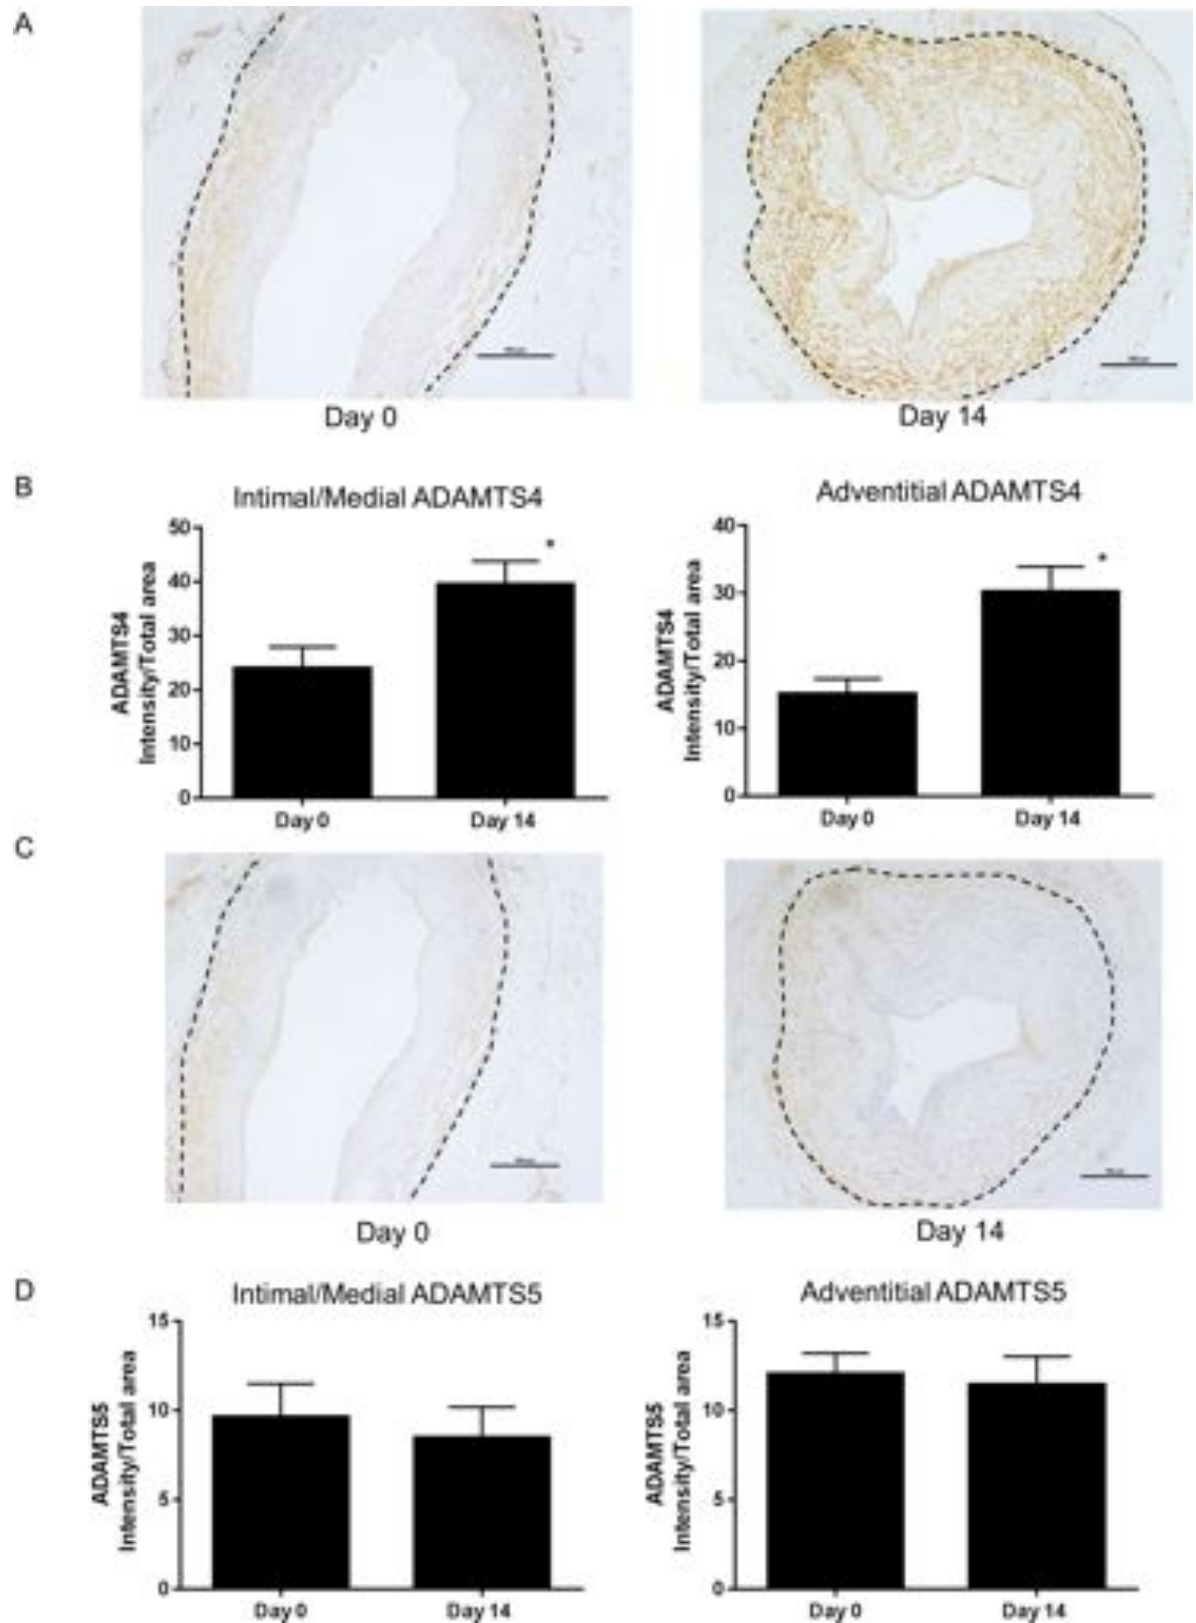 A
Day 0
Day 14
B
Intimal/Medial ADAMTS4
Adventitial ADAMTS4
ADAMTS4
Intensity/Total area
50
40
30
20
10
0
Day 0
Day 14
ADAMTS4
Intensity/Total area
40
30
20
10
0
*
*
Day 0
Day 14
C
Day 0
Day 14
D
Intimal/Medial ADAMTS5
Adventitial ADAMTS5
ADAMTS5
Intensity/Total area
15
10
5
0
Day 0
Day 14
ADAMTS5
Intensity/Total area
15
10
5
0
Day 0
Day 14